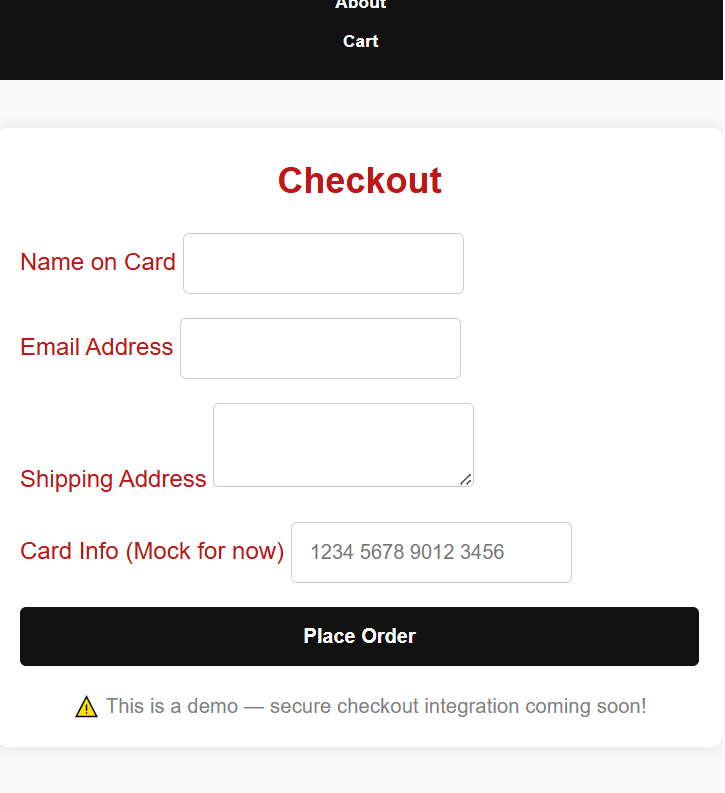 About
Cart
Checkout
Name on Card
Email Address
Shipping Address
Card Info (Mock for now) 1234 5678 9012 3456
Place Order
⚠️ This is a demo — secure checkout integration coming soon!